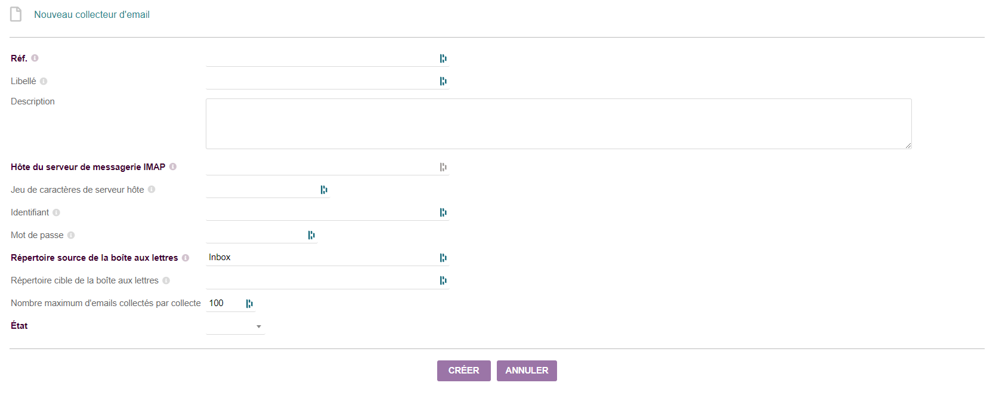 Nouveau collecteur d'email
Réf.
Libellé
Description
Hôte du serveur de messagerie IMAP
Jeu de caractères de serveur hôte
Identifiant
Mot de passe
Répertoire source de la boîte aux lettres Inbox
Répertoire cible de la boîte aux lettres
Nombre maximum d'emails collectés par collecte 100
État
CRÉER ANNULER